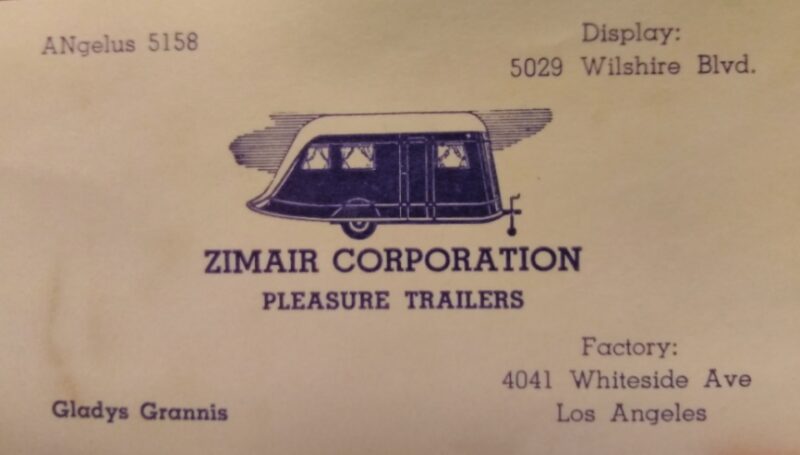 ANgelus 5158
Display:
5029 Wilshire Blvd.
ZIMAIR CORPORATION
PLEASURE TRAILERS
Factory:
4041 Whiteside Ave
Los Angeles
Gladys Grannis